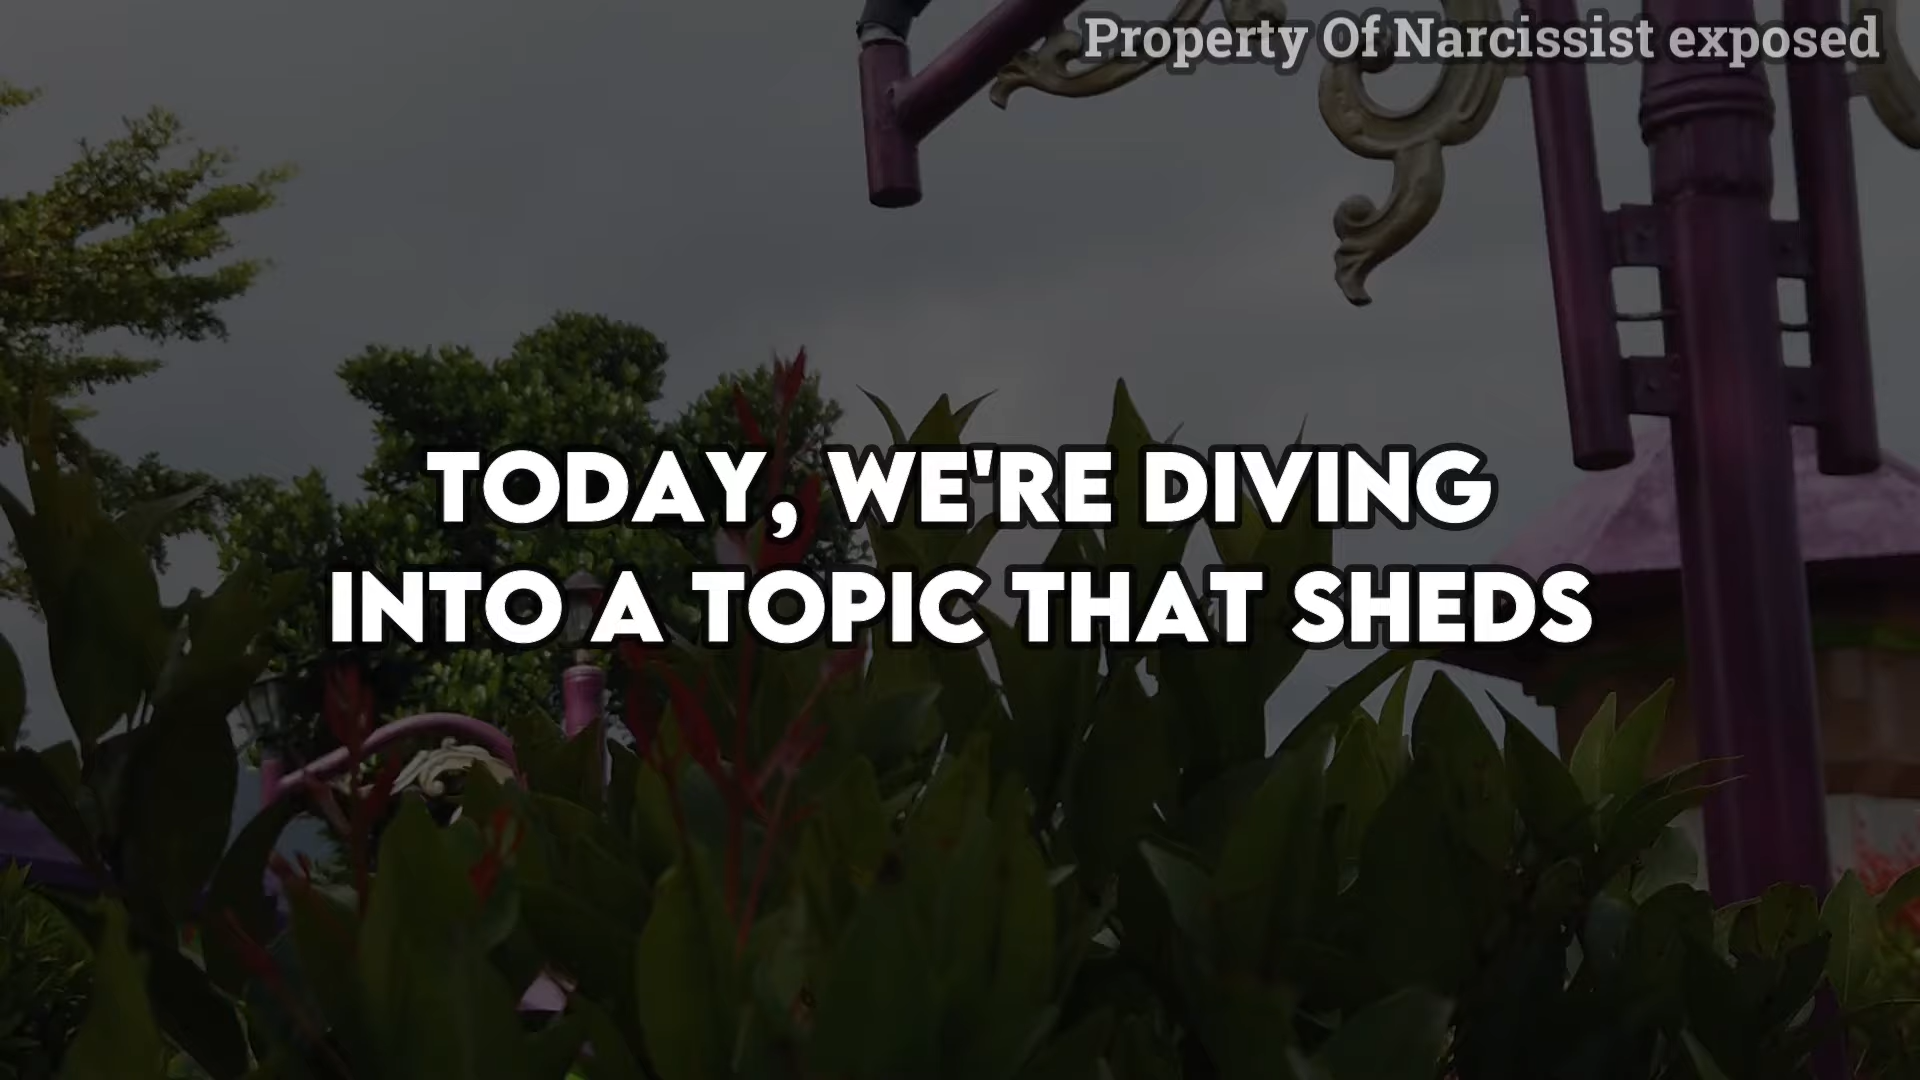 Property Of Narcissist exposed
TODAY, WE'RE DIVING
INTO A TOPIC THAT SHEDS